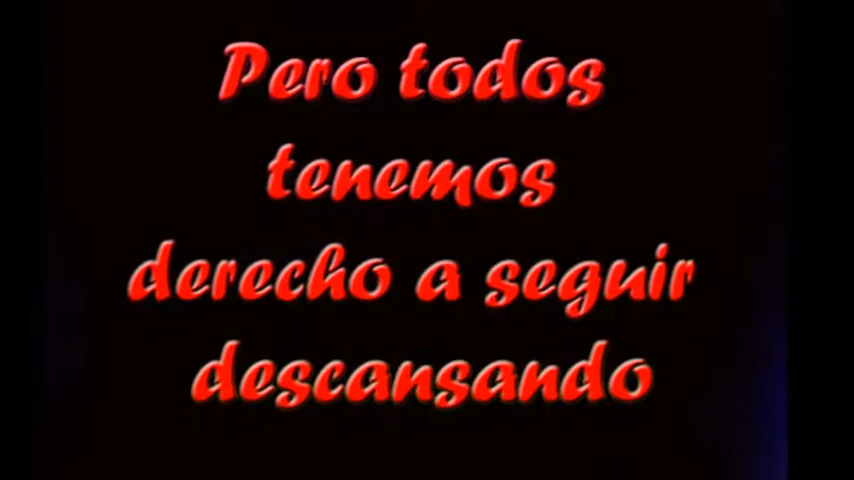 Pero todos
tenemos
derecho a seguir
descansando